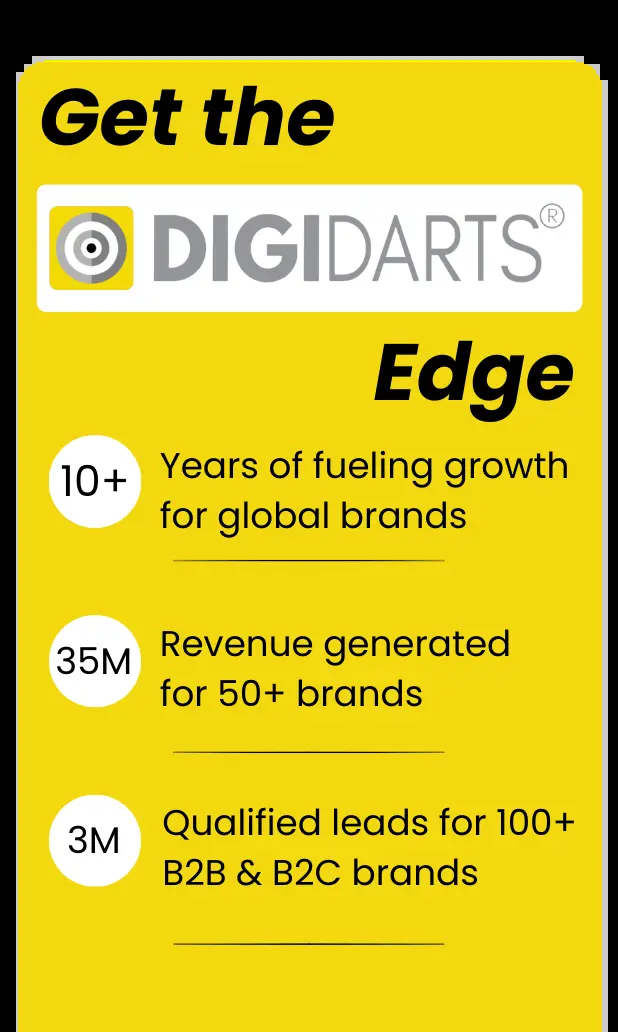 Get the
DIGIDARTS®
Edge
10+
Years of fueling growth
for global brands
35M
Revenue generated
for 50+ brands
3M
Qualified leads for 100+
B2B & B2C brands